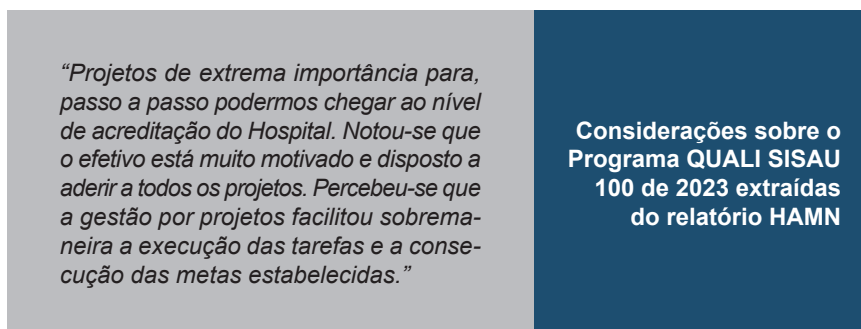 “Projetos de extrema importância para,
passo a passo podermos chegar ao nível
de acreditação do Hospital. Notou-se que
o efetivo está muito motivado e disposto a
aderir a todos os projetos. Percebeu-se que
a gestão por projetos facilitou sobrema-
neira a execução das tarefas e a conse-
cução das metas estabelecidas.”
Considerações sobre o
Programa QUALI SISAU
100 de 2023 extraídas
do relatório HAMN